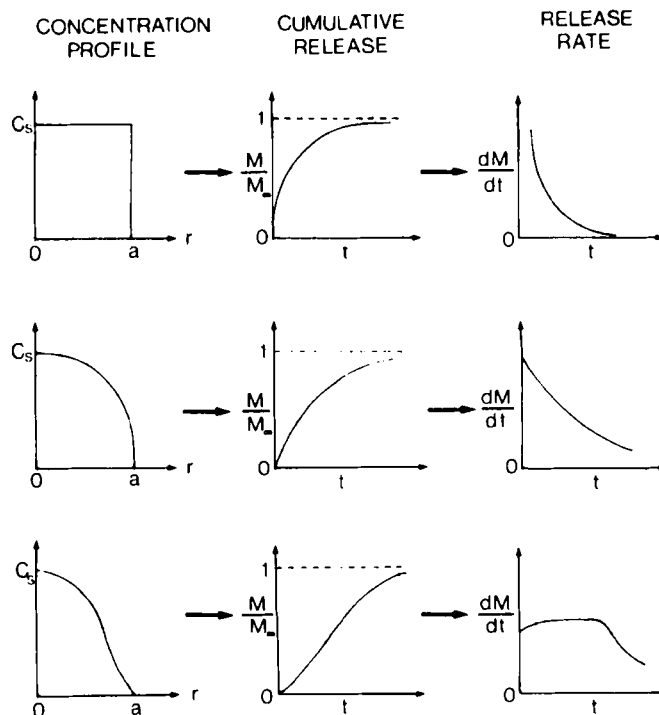 CONCENTRATION PROFILE
CUMULATIVE RELEASE
RELEASE RATE
Cs
0
a
r
1
M/M∞
0
t
dM/dt
0
t
Cs
0
a
r
1
M/M∞
0
t
dM/dt
0
t
Cs
0
a
r
1
M/M∞
0
t
dM/dt
0
t